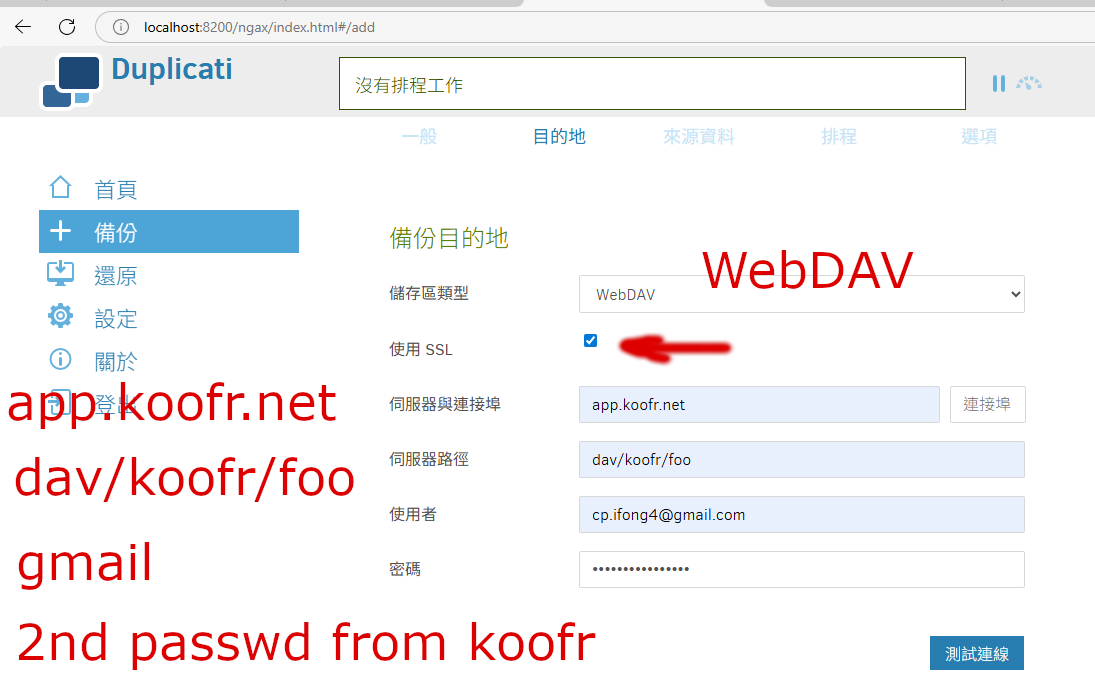 localhost:8200/ngax/index.html#/add
Duplicati
沒有排程工作
一般 目的地 來源資料 排程 選項
首頁
備份
還原
設定
關於
登出
備份目的地
WebDAV
儲存區類型 WebDAV
使用 SSL
app.koofr.net
伺服器與連接埠 app.koofr.net 連接埠
dav/koofr/foo
伺服器路徑 dav/koofr/foo
使用者 cp.ifong4@gmail.com
gmail
密碼 ••••••••••••••••
2nd passwd from koofr
測試連線